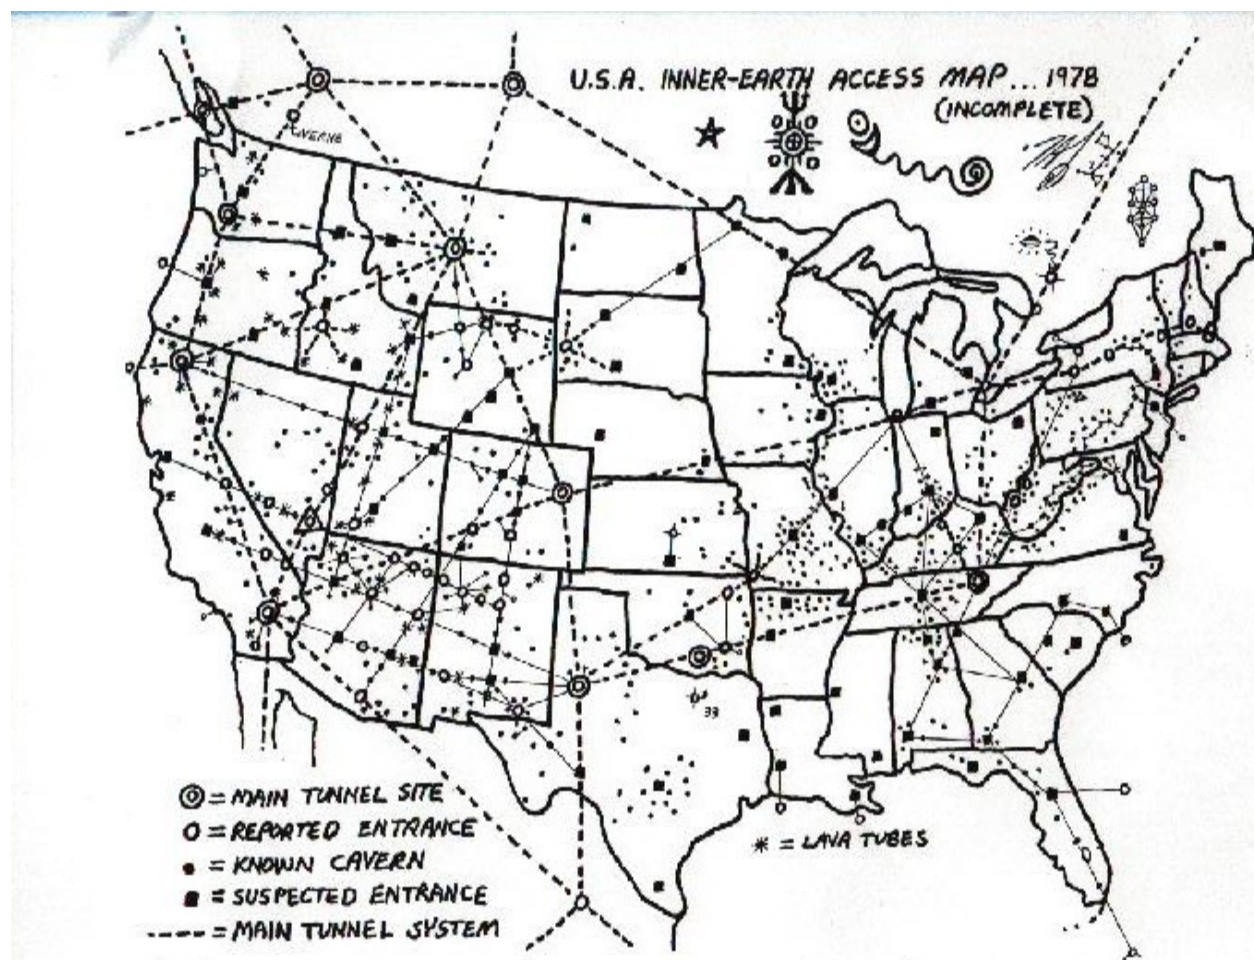 U.S.A. INNER-EARTH ACCESS MAP... 1978
(INCOMPLETE)
33
◎ = MAIN TUNNEL SITE
O = REPORTED ENTRANCE
• = KNOWN CAVERN
■ = SUSPECTED ENTRANCE
* = LAVA TUBES
---- = MAIN TUNNEL SYSTEM